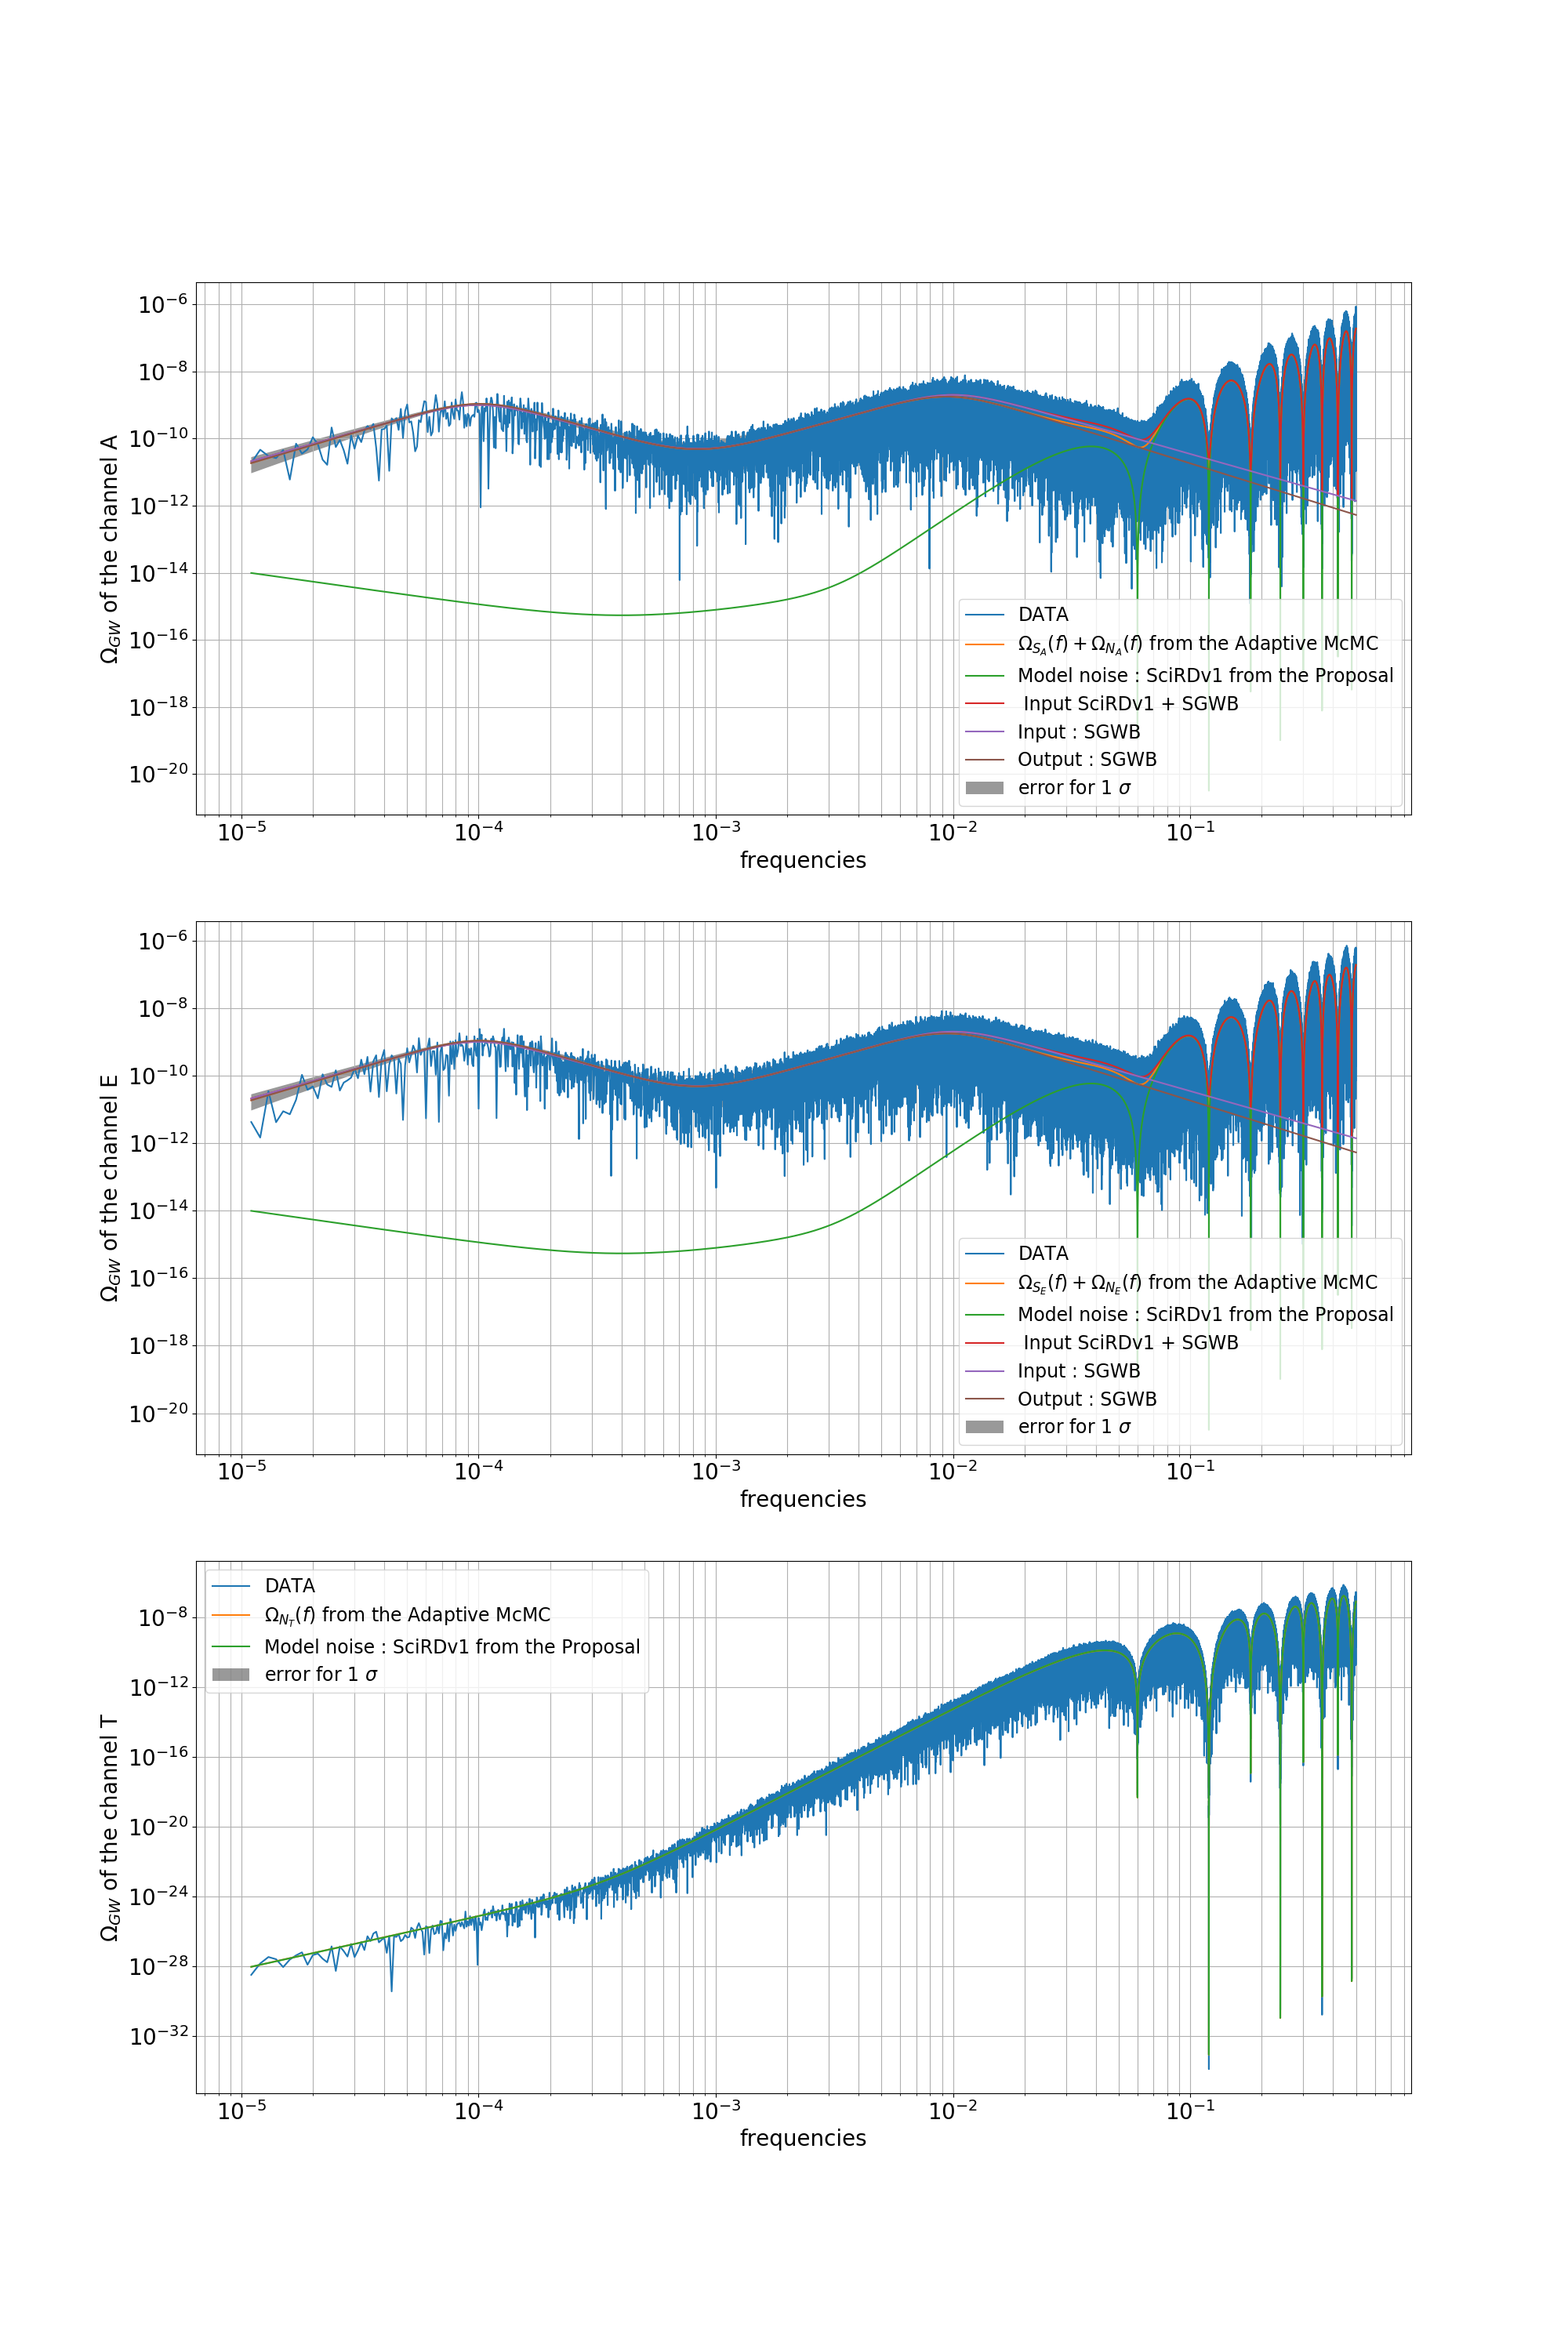 10⁻⁶
10⁻⁸
10⁻¹⁰
10⁻¹²
10⁻¹⁴
10⁻¹⁶
10⁻¹⁸
10⁻²⁰
Ω_GW of the channel A
DATA
Ω_{S_A}(f) + Ω_{N_A}(f) from the Adaptive McMC
Model noise : SciRDv1 from the Proposal
Input SciRDv1 + SGWB
Input : SGWB
Output : SGWB
error for 1 σ
10⁻⁵ 10⁻⁴ 10⁻³ 10⁻² 10⁻¹
frequencies
10⁻⁶
10⁻⁸
10⁻¹⁰
10⁻¹²
10⁻¹⁴
10⁻¹⁶
10⁻¹⁸
10⁻²⁰
Ω_GW of the channel E
DATA
Ω_{S_E}(f) + Ω_{N_E}(f) from the Adaptive McMC
Model noise : SciRDv1 from the Proposal
Input SciRDv1 + SGWB
Input : SGWB
Output : SGWB
error for 1 σ
10⁻⁵ 10⁻⁴ 10⁻³ 10⁻² 10⁻¹
frequencies
DATA
Ω_{N_T}(f) from the Adaptive McMC
Model noise : SciRDv1 from the Proposal
error for 1 σ
10⁻⁸
10⁻¹²
10⁻¹⁶
10⁻²⁰
10⁻²⁴
10⁻²⁸
10⁻³²
Ω_GW of the channel T
10⁻⁵ 10⁻⁴ 10⁻³ 10⁻² 10⁻¹
frequencies